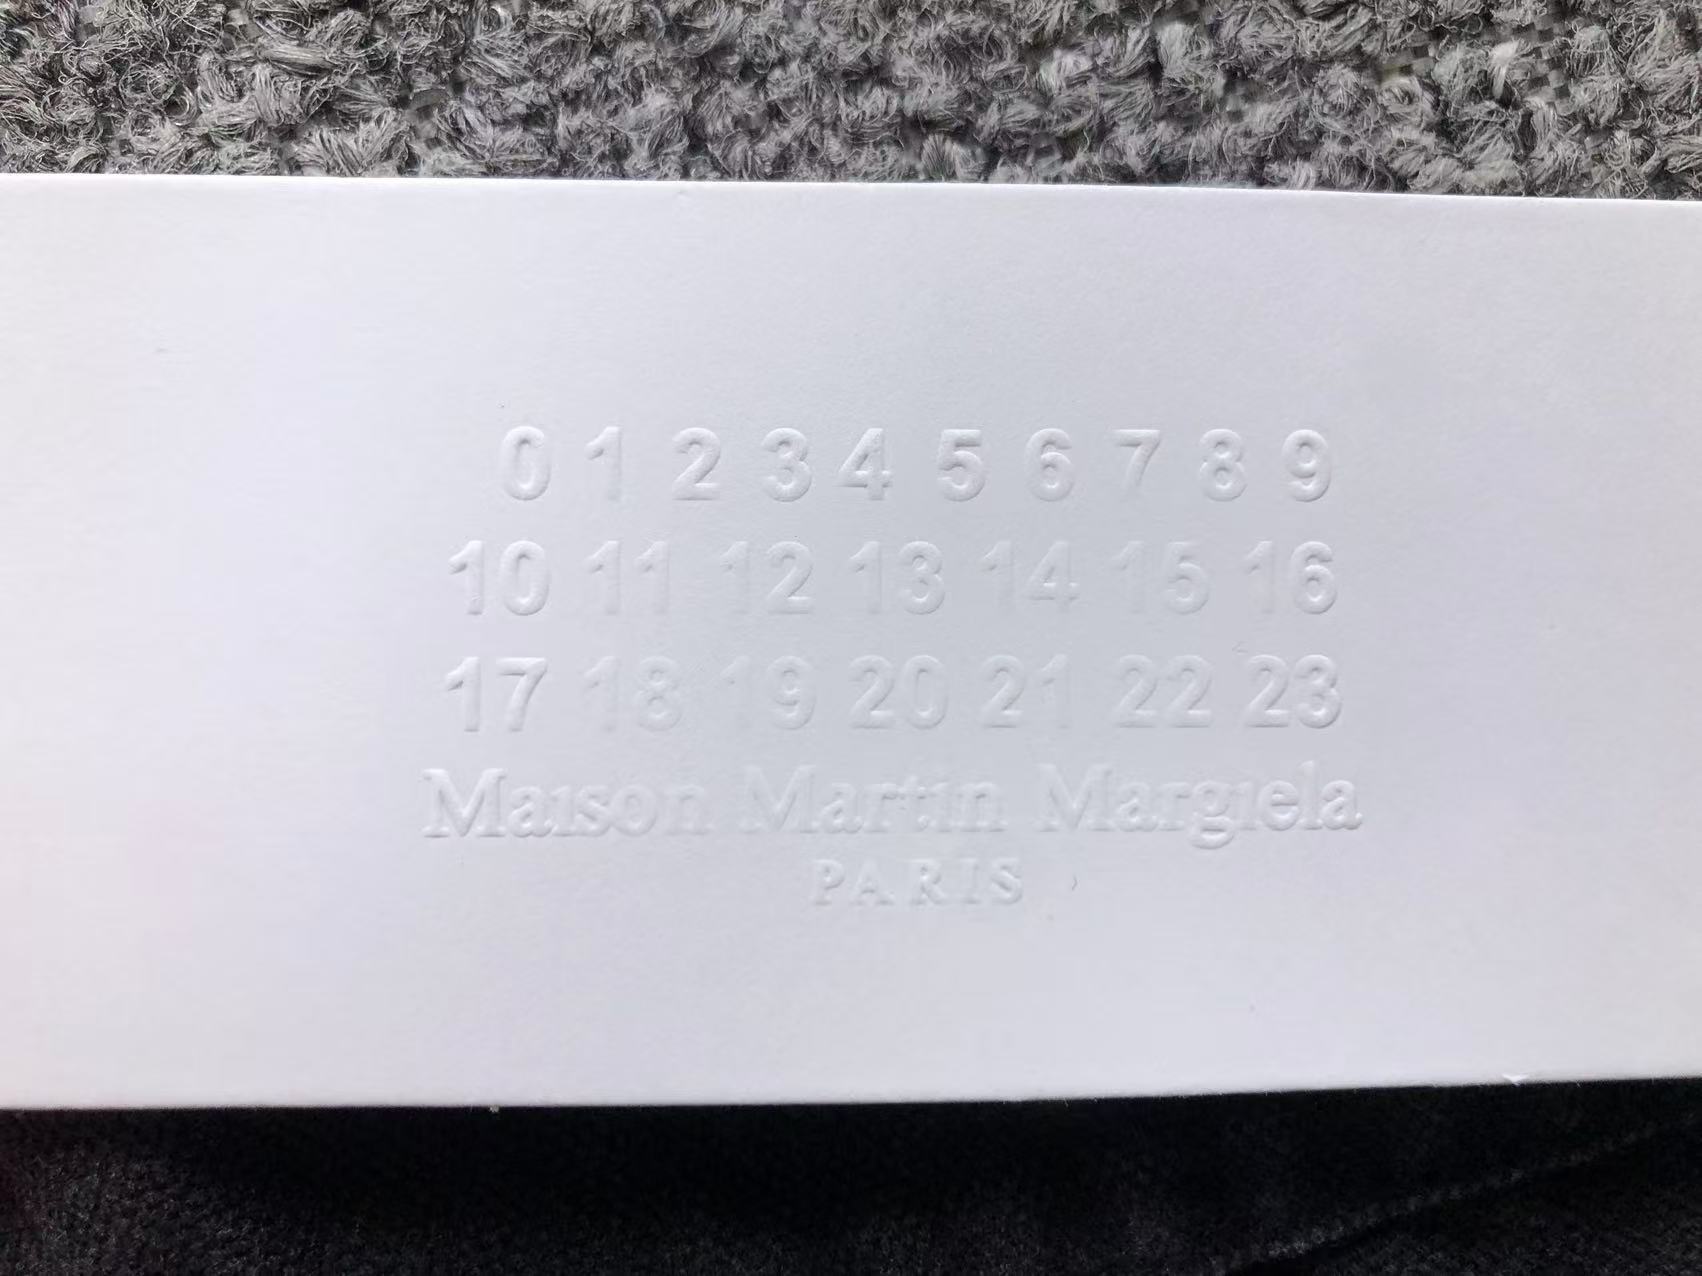 0 1 2 3 4 5 6 7 8 9
10 11 12 13 14 15 16
17 18 19 20 21 22 23
Maison Martin Margiela
PARIS